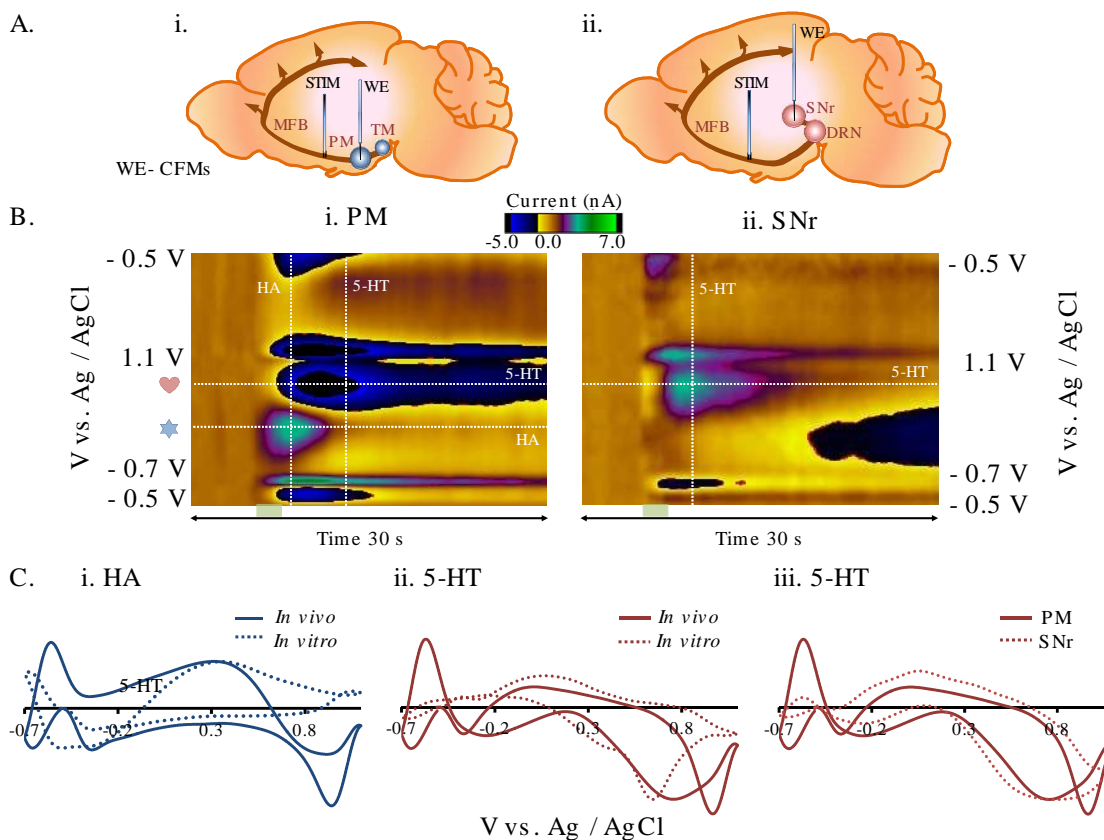 A.
i.
ii.
STIM
WE
MFB
PM
TM
WE- CFMs
WE
STIM
SNr
MFB
DRN
B.
i. PM
Current (nA)
-5.0 0.0 7.0
ii. SNr
- 0.5 V
1.1 V
- 0.7 V
- 0.5 V
V vs. Ag / AgCl
HA
5-HT
5-HT
HA
Time 30 s
5-HT
5-HT
Time 30 s
- 0.5 V
1.1 V
- 0.7 V
- 0.5 V
V vs. Ag / AgCl
C.
i. HA
ii. 5-HT
iii. 5-HT
In vivo
In vitro
5-HT
-0.7 -0.2 0.3 0.8
In vivo
In vitro
-0.7 -0.2 0.3 0.8
PM
SNr
-0.7 -0.2 0.3 0.8
V vs. Ag / AgCl